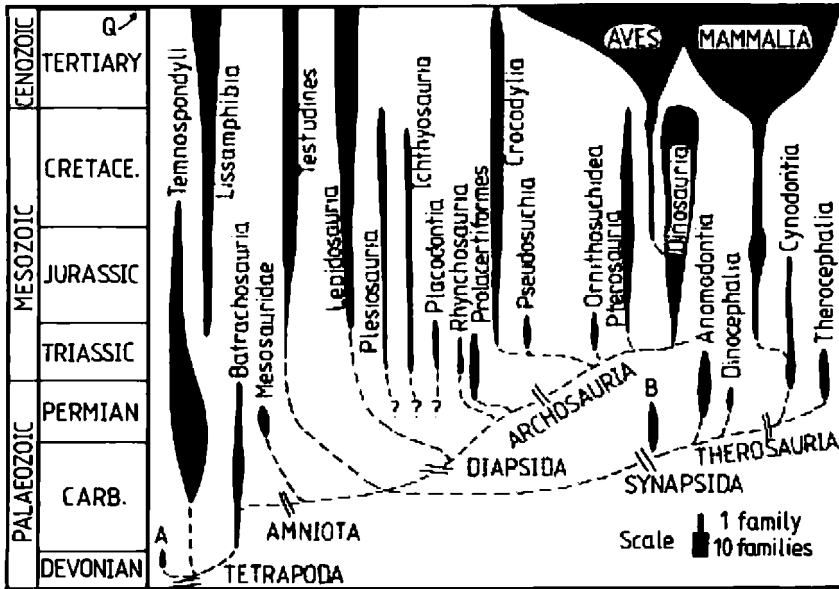 Q
CENOZOIC
TERTIARY
AVES
MAMMALIA
MESOZOIC
CRETACE.
JURASSIC
TRIASSIC
PALAEOZOIC
PERMIAN
CARB.
DEVONIAN
Temnospondyli
Lissamphibia
Batrachosauria
Mesosauridae
Testudines
Lepidosauria
Plesiosauria
Ichthyosauria
Placodontia
Rhynchosauria
Prolacertiformes
Crocodylia
Pseudosuchia
Ornithosuchidea
Pterosauria
Dinosauria
Anomodontia
Dinocephalia
Cynodontia
Therocephalia
? ? ?
A
B
ARCHOSAURIA
DIAPSIDA
THEROSAURIA
SYNAPSIDA
AMNIOTA
TETRAPODA
Scale
1 family
10 families